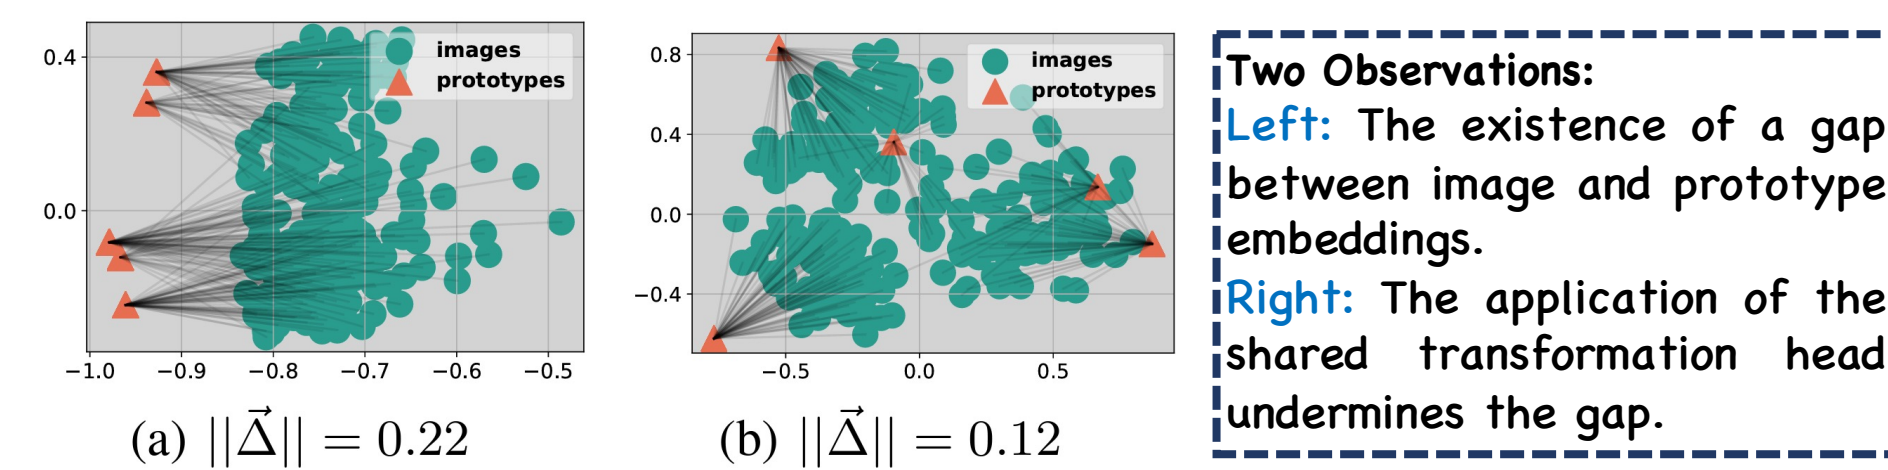 0.4
0.0
−1.0 −0.9 −0.8 −0.7 −0.6 −0.5
images
prototypes
(a) ||Δ⃗|| = 0.22
0.8
0.4
0.0
−0.4
−0.5 0.0 0.5
images
prototypes
(b) ||Δ⃗|| = 0.12
Two Observations:
Left: The existence of a gap
between image and prototype
embeddings.
Right: The application of the
shared transformation head
undermines the gap.